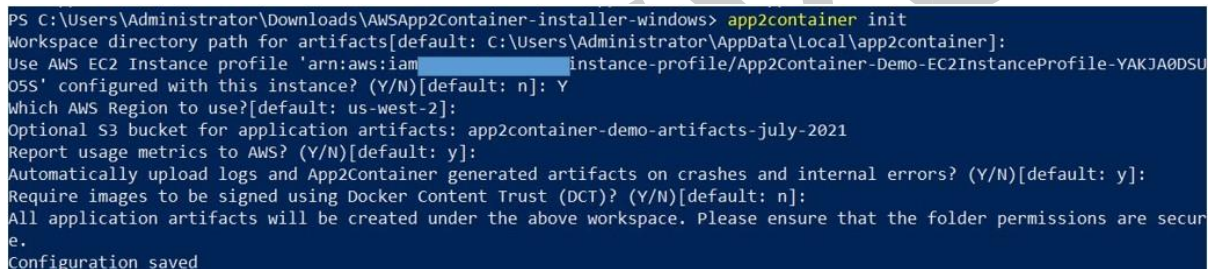 PS C:\Users\Administrator\Downloads\AWSApp2Container-installer-windows> app2container init
Workspace directory path for artifacts[default: C:\Users\Administrator\AppData\Local\app2container]:
Use AWS EC2 Instance profile 'arn:aws:iam instance-profile/App2Container-Demo-EC2InstanceProfile-YAKJA0DSU
O5S' configured with this instance? (Y/N)[default: n]: Y
Which AWS Region to use?[default: us-west-2]:
Optional S3 bucket for application artifacts: app2container-demo-artifacts-july-2021
Report usage metrics to AWS? (Y/N)[default: y]:
Automatically upload logs and App2Container generated artifacts on crashes and internal errors? (Y/N)[default: y]:
Require images to be signed using Docker Content Trust (DCT)? (Y/N)[default: n]:
All application artifacts will be created under the above workspace. Please ensure that the folder permissions are secur
e.
Configuration saved